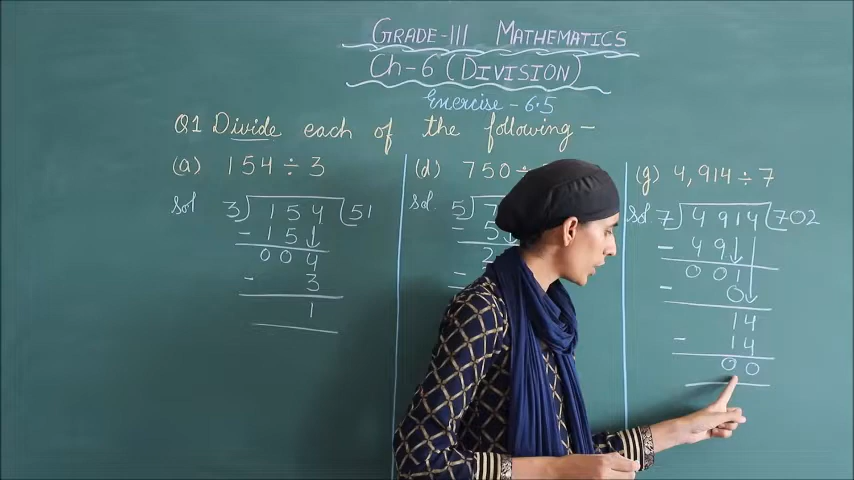 GRADE-III MATHEMATICS
Ch-6 (DIVISION)
Exercise - 6.5
Q1 Divide each of the following -
(a) 154 ÷ 3
sol 3) 154 (51
- 15
004
- 3
1
(d) 750 ÷
sol. 5) 7
- 5
2
-
(g) 4,914 ÷ 7
sol 7) 4914 (702
- 49
001
- 0
14
- 14
00